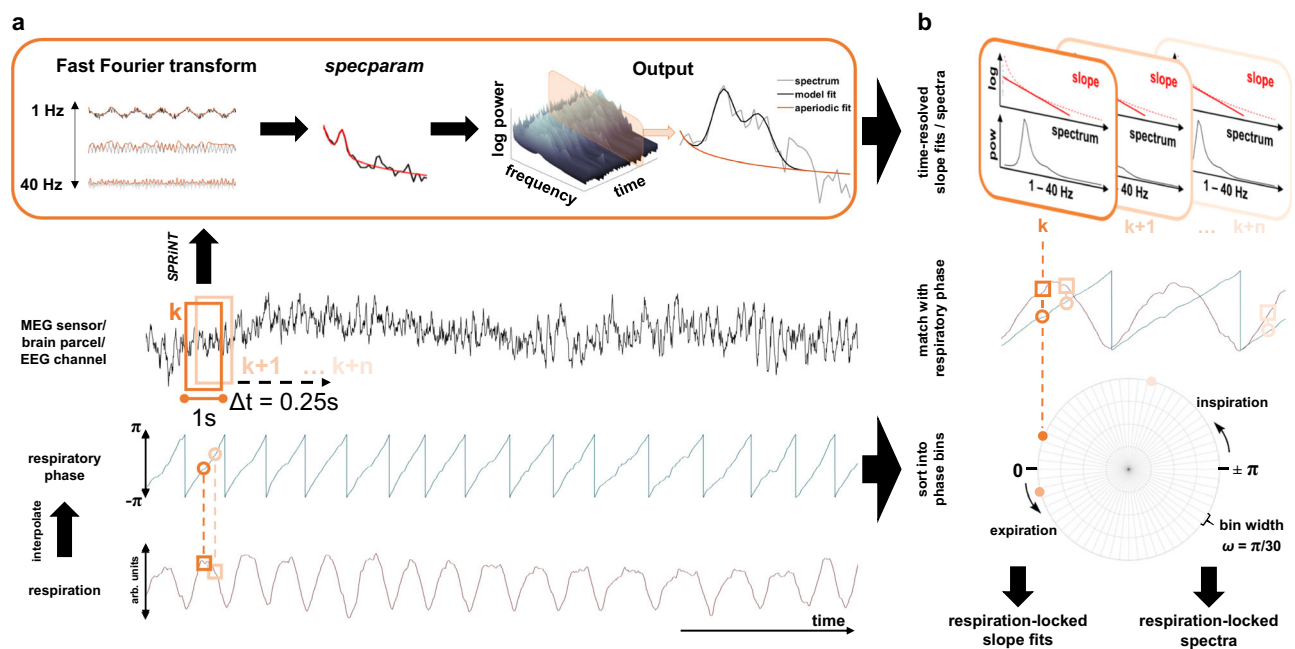 a
Fast Fourier transform
specparam
Output
1 Hz
40 Hz
log power
frequency
time
spectrum
model fit
aperiodic fit
SPRiNT
MEG sensor/
brain parcel/
EEG channel
k
k+1 ... k+n
Δt = 0.25s
1s
respiratory
phase
π
-π
interpolate
respiration
arb. units
time
time-resolved
slope fits / spectra
match with
respiratory phase
sort into
phase bins
b
log
slope
slope
slope
spectrum
spectrum
spectrum
pow
1 – 40 Hz
1 – 40 Hz
1 – 40 Hz
k
k+1 ... k+n
inspiration
0
± π
expiration
bin width
ω = π/30
respiration-locked
slope fits
respiration-locked
spectra